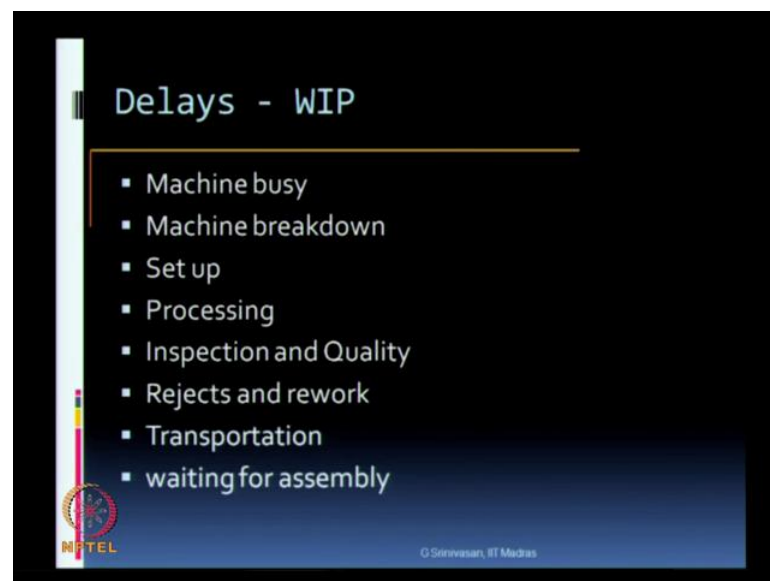 Delays - WIP
Machine busy
Machine breakdown
Set up
Processing
Inspection and Quality
Rejects and rework
Transportation
waiting for assembly
NPTEL
G Srinivasan, IIT Madras